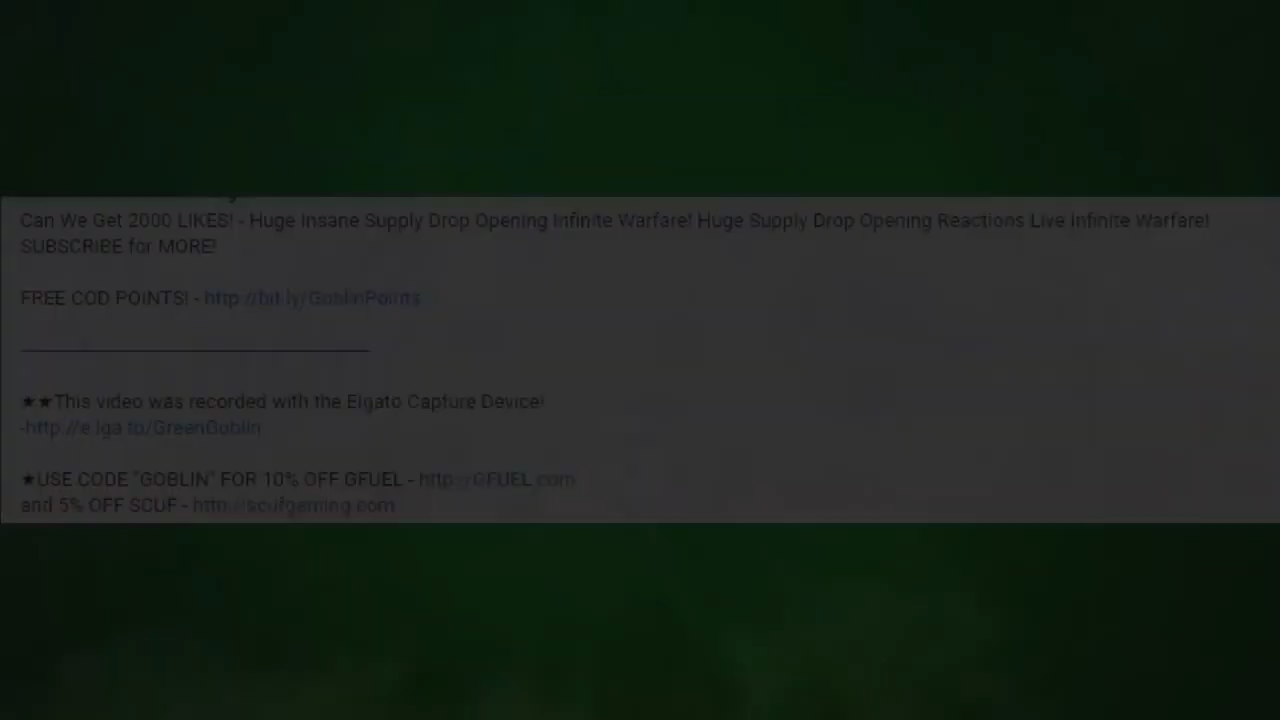 Can We Get 2000 LIKES! - Huge Insane Supply Drop Opening Infinite Warfare! Huge Supply Drop Opening Reactions Live Infinite Warfare!
SUBSCRIBE for MORE!
FREE COD POINTS! - http://bit.ly/GoblinPoints
★★This video was recorded with the Elgato Capture Device!
-http://e.lga.to/GreenGoblin
★USE CODE "GOBLIN" FOR 10% OFF GFUEL - http://GFUEL.com
and 5% OFF SCUF - http://scufgaming.com